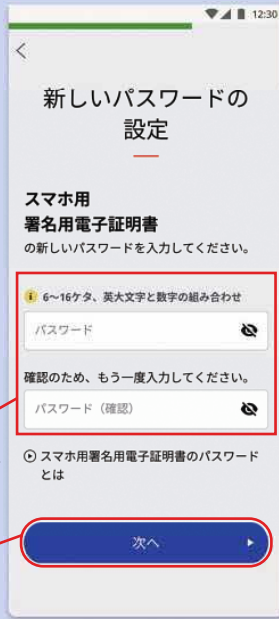 12:30
新しいパスワードの
設定
スマホ用
署名用電子証明書
の新しいパスワードを入力してください。
6〜16ケタ、英大文字と数字の組み合わせ
パスワード
確認のため、もう一度入力してください。
パスワード（確認）
スマホ用署名用電子証明書のパスワード
とは
次へ